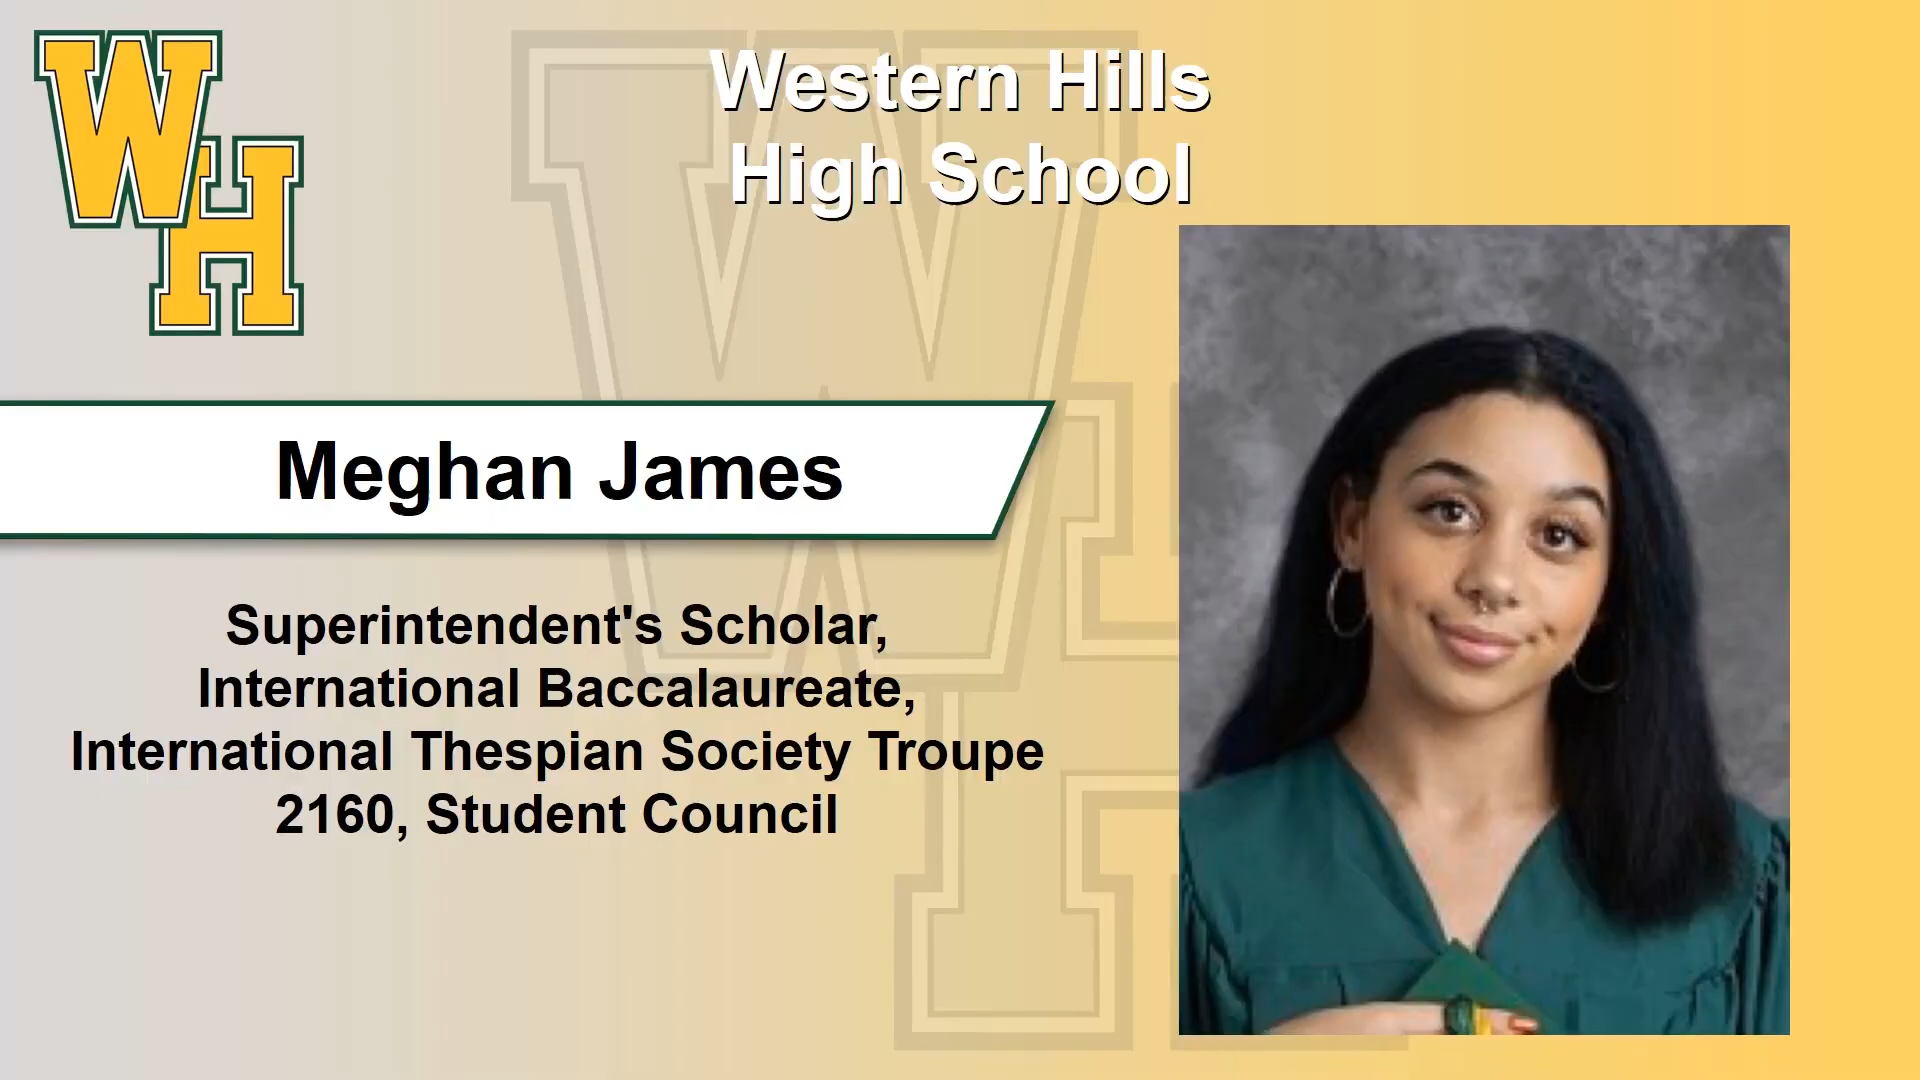 WH
Western Hills
High School
Meghan James
Superintendent's Scholar,
International Baccalaureate,
International Thespian Society Troupe
2160, Student Council